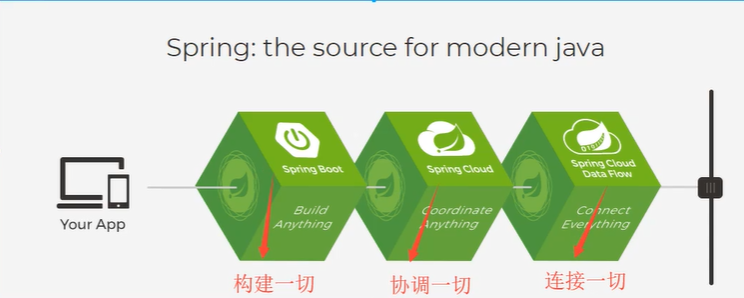 Spring: the source for modern java
Your App
Spring Boot
Build
Anything
构建一切
Spring Cloud
Coordinate
Anything
协调一切
Spring Cloud
Data Flow
Connect
Everything
连接一切